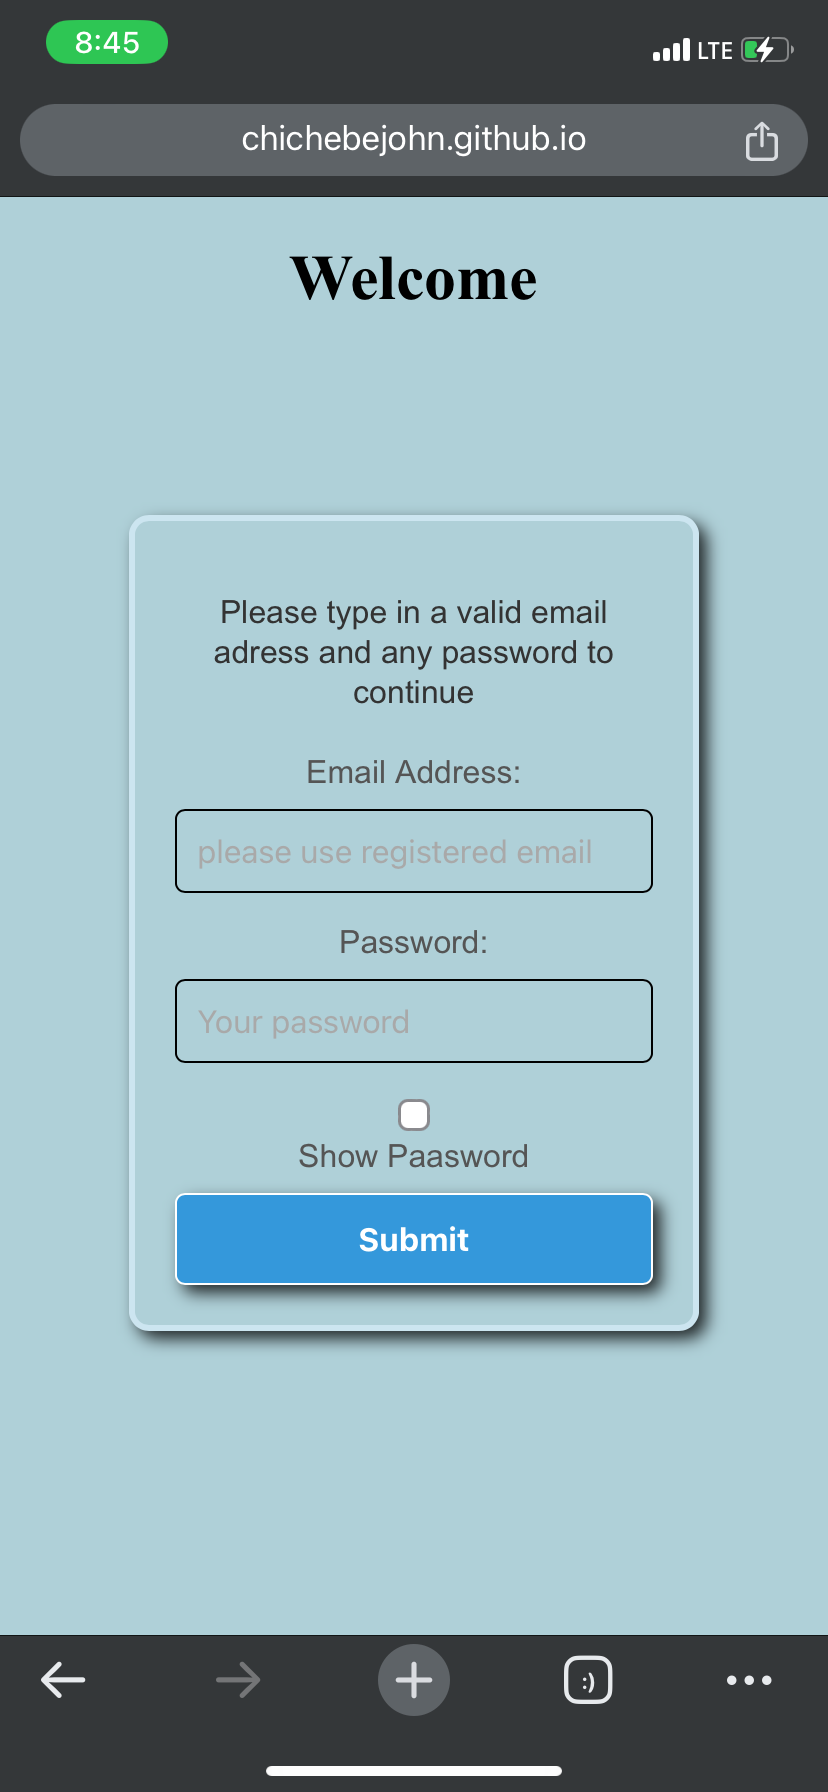 8:45
LTE
chichebejohn.github.io
Welcome
Please type in a valid email
adress and any password to
continue
Email Address:
please use registered email
Password:
Your password
Show Paasword
Submit
:)